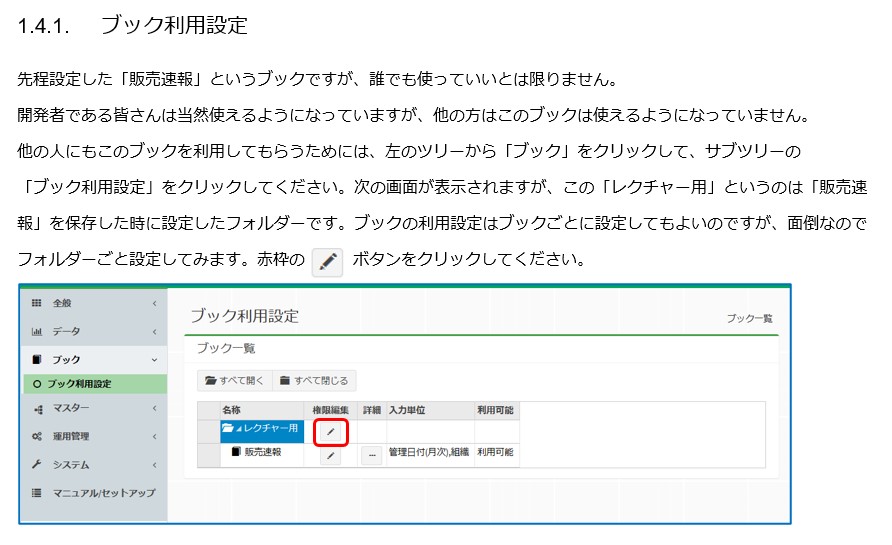 1.4.1. ブック利用設定
先程設定した「販売速報」というブックですが、誰でも使っていいとは限りません。
開発者である皆さんは当然使えるようになっていますが、他の方はこのブックは使えるようになっていません。
他の人にもこのブックを利用してもらうためには、左のツリーから「ブック」をクリックして、サブツリーの
「ブック利用設定」をクリックしてください。次の画面が表示されますが、この「レクチャー用」というのは「販売速
報」を保存した時に設定したフォルダーです。ブックの利用設定はブックごとに設定してもよいのですが、面倒なので
フォルダーごと設定してみます。赤枠の ボタンをクリックしてください。
全般
データ
ブック
ブック利用設定
マスター
運用管理
システム
マニュアル/セットアップ
ブック利用設定
ブック一覧
ブック一覧
すべて開く すべて閉じる
名称 権限編集 詳細 入力単位 利用可能
レクチャー用
販売速報 ... 管理日付(月次),組織 利用可能